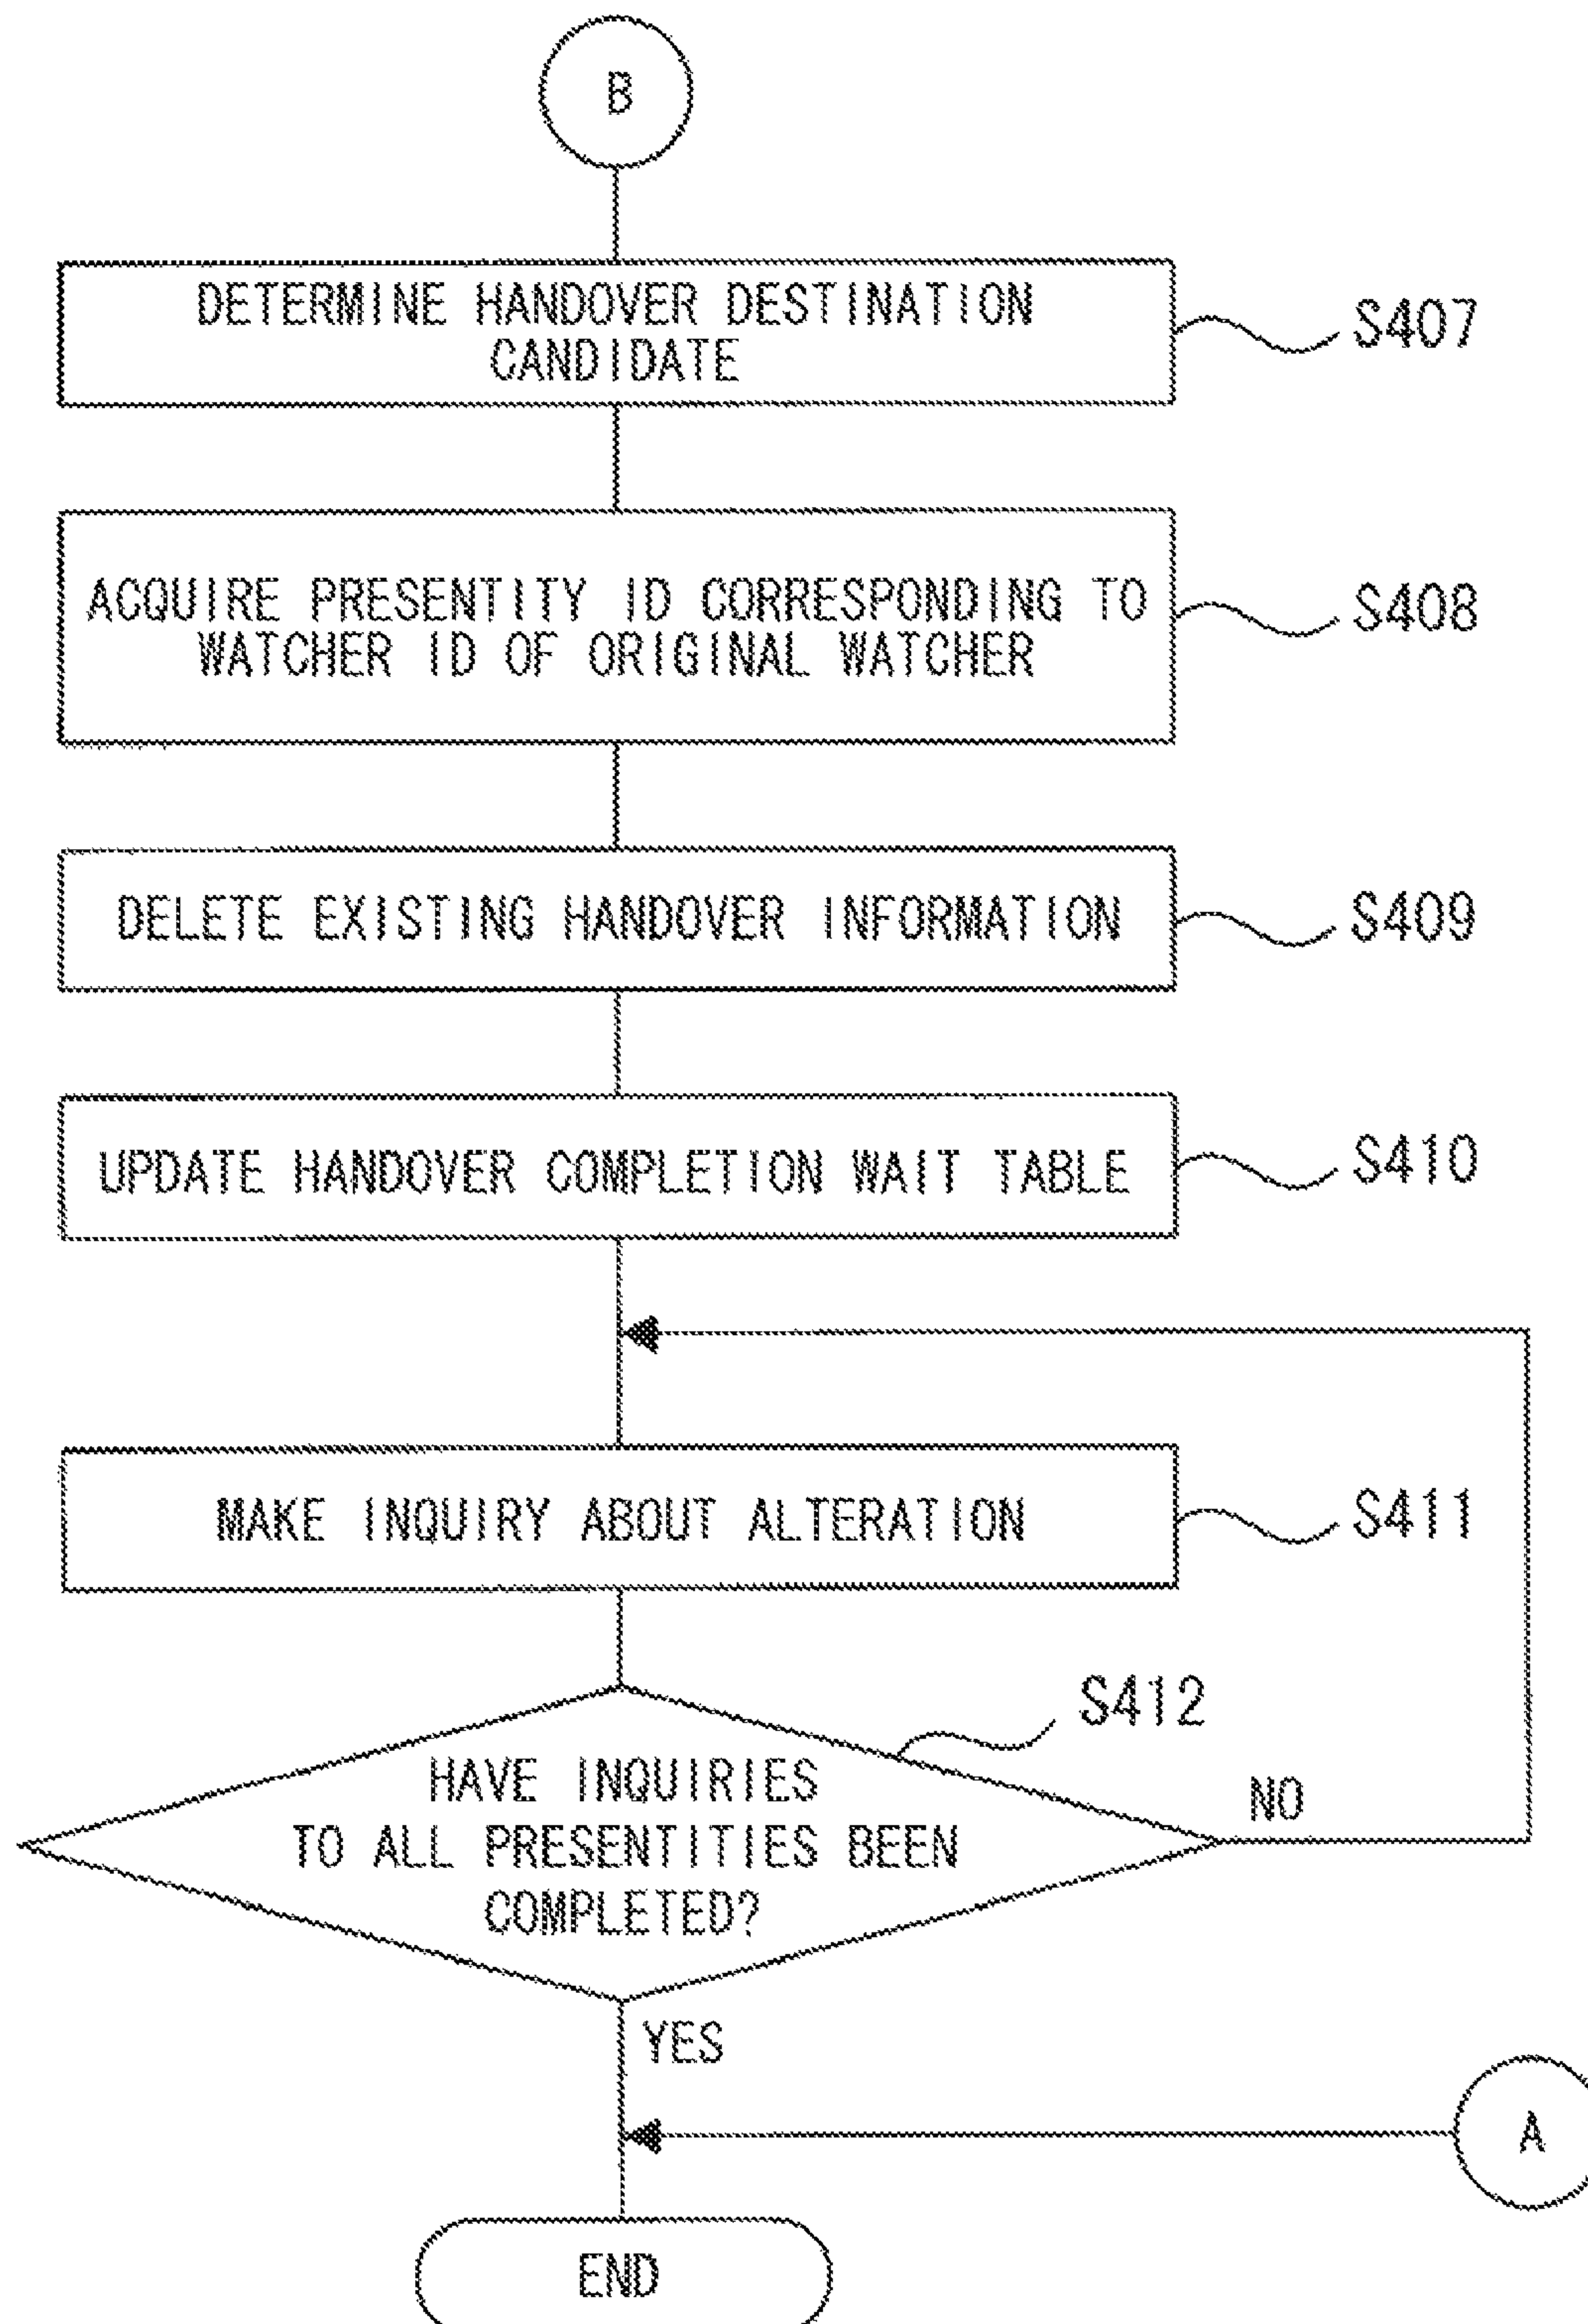 B
DETERMINE HANDOVER DESTINATION
CANDIDATE
S407
ACQUIRE PRESENTITY ID CORRESPONDING TO
WATCHER ID OF ORIGINAL WATCHER
S408
DELETE EXISTING HANDOVER INFORMATION
S409
UPDATE HANDOVER COMPLETION WAIT TABLE
S410
MAKE INQUIRY ABOUT ALTERATION
S411
S412
HAVE INQUIRIES
TO ALL PRESENTITIES BEEN
COMPLETED?
NO
YES
A
END